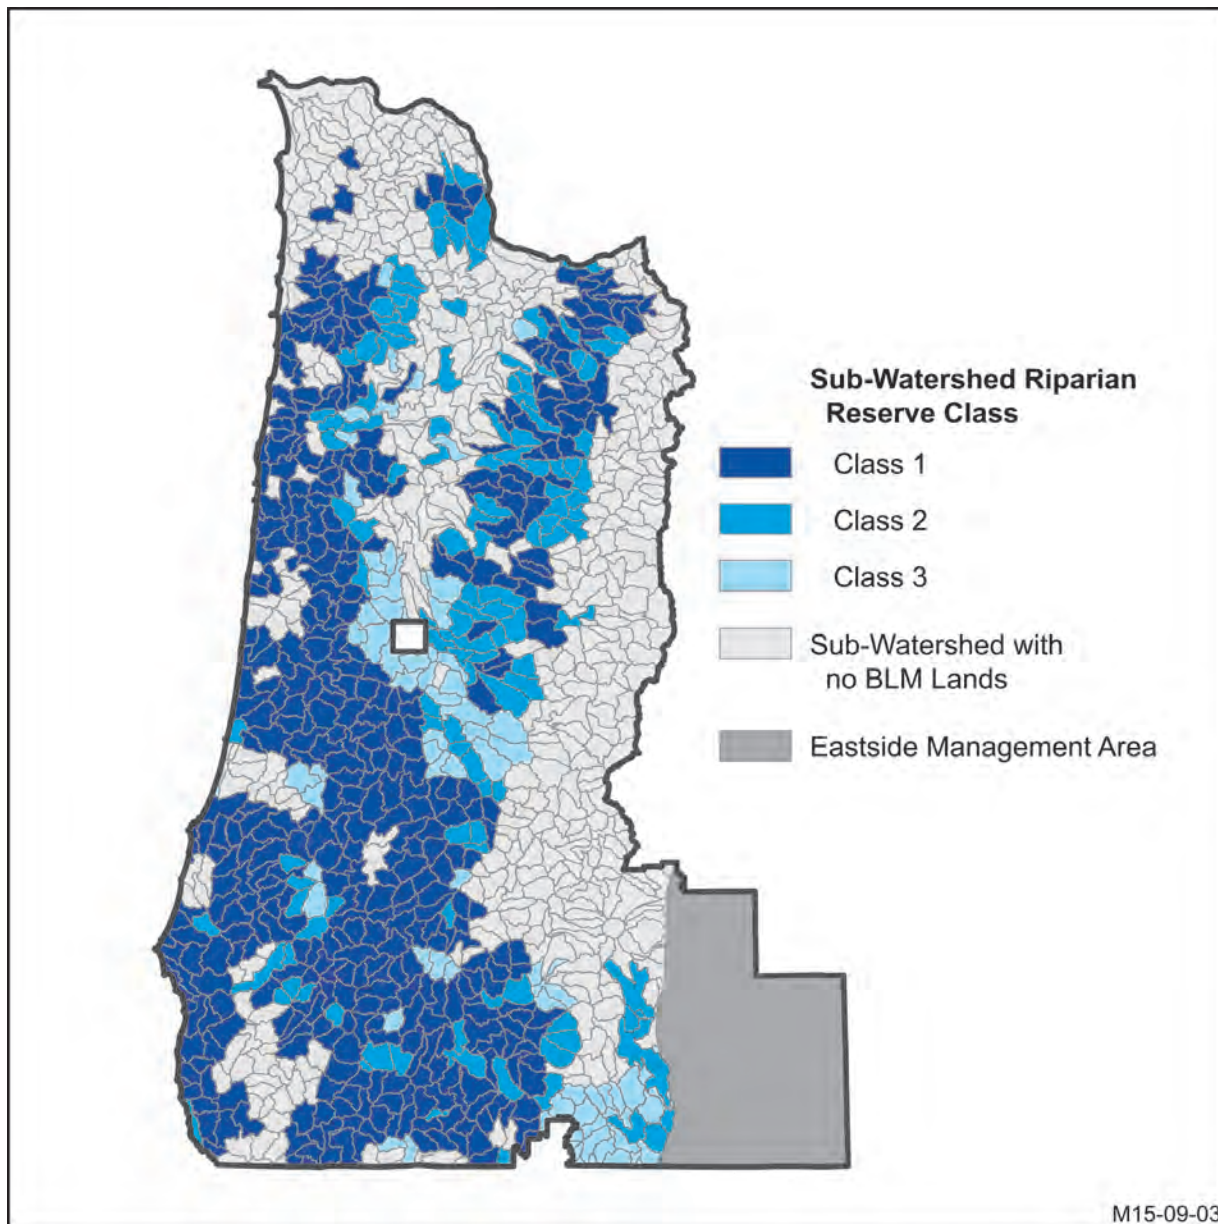 Sub-Watershed Riparian
Reserve Class
Class 1
Class 2
Class 3
Sub-Watershed with
no BLM Lands
Eastside Management Area
M15-09-03